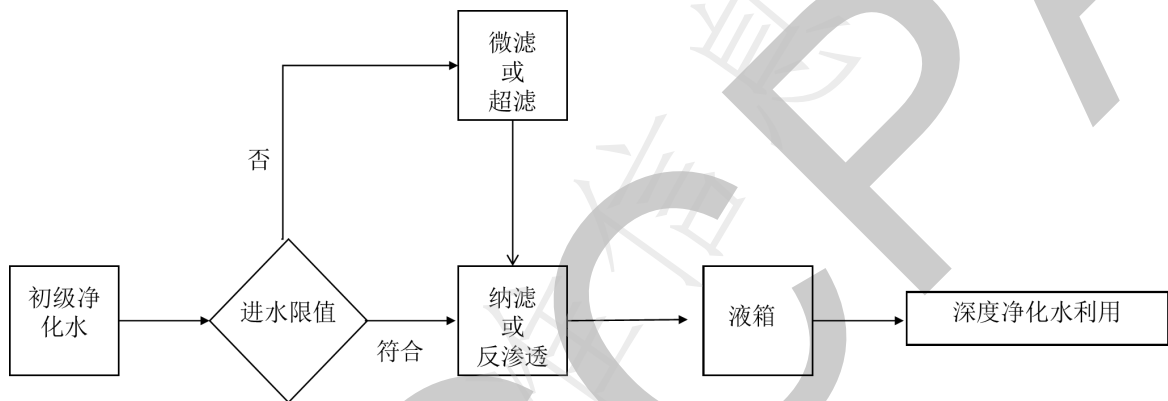 微滤
或
超滤
否
初级净
化水
进水限值
符合
纳滤
或
反渗透
液箱
深度净化水利用